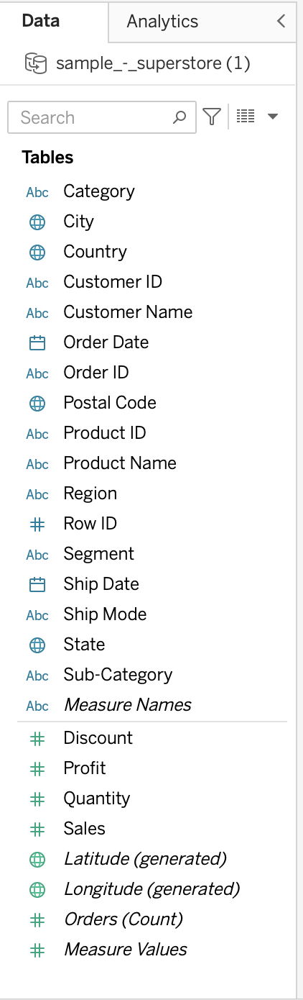 Data Analytics
sample_-_superstore (1)
Search
Tables
Abc Category
City
Country
Abc Customer ID
Abc Customer Name
Order Date
Abc Order ID
Postal Code
Abc Product ID
Abc Product Name
Abc Region
# Row ID
Abc Segment
Ship Date
Abc Ship Mode
State
Abc Sub-Category
Abc Measure Names
# Discount
# Profit
# Quantity
# Sales
Latitude (generated)
Longitude (generated)
# Orders (Count)
# Measure Values